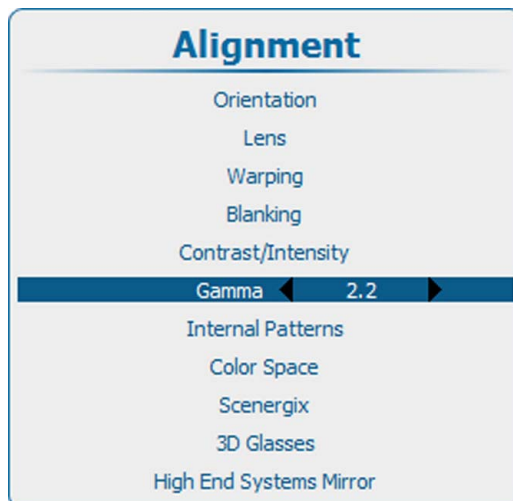 Alignment
Orientation
Lens
Warping
Blanking
Contrast/Intensity
Gamma 2.2
Internal Patterns
Color Space
Scenergix
3D Glasses
High End Systems Mirror